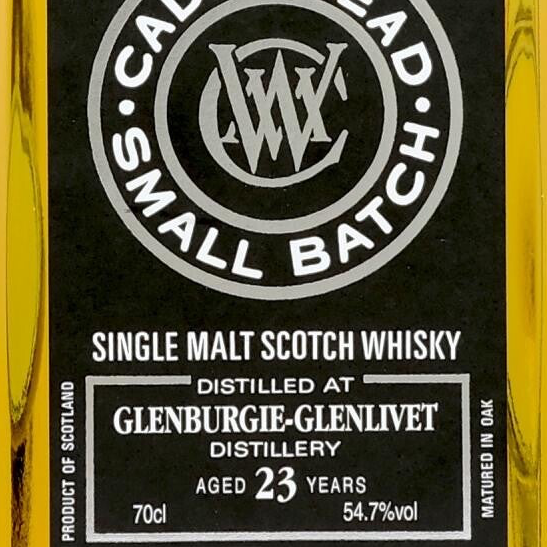 SMALL BATCH
SINGLE MALT SCOTCH WHISKY
DISTILLED AT
GLENBURGIE-GLENLIVET
DISTILLERY
AGED 23 YEARS
70cl 54.7%vol
PRODUCT OF SCOTLAND
MATURED IN OAK